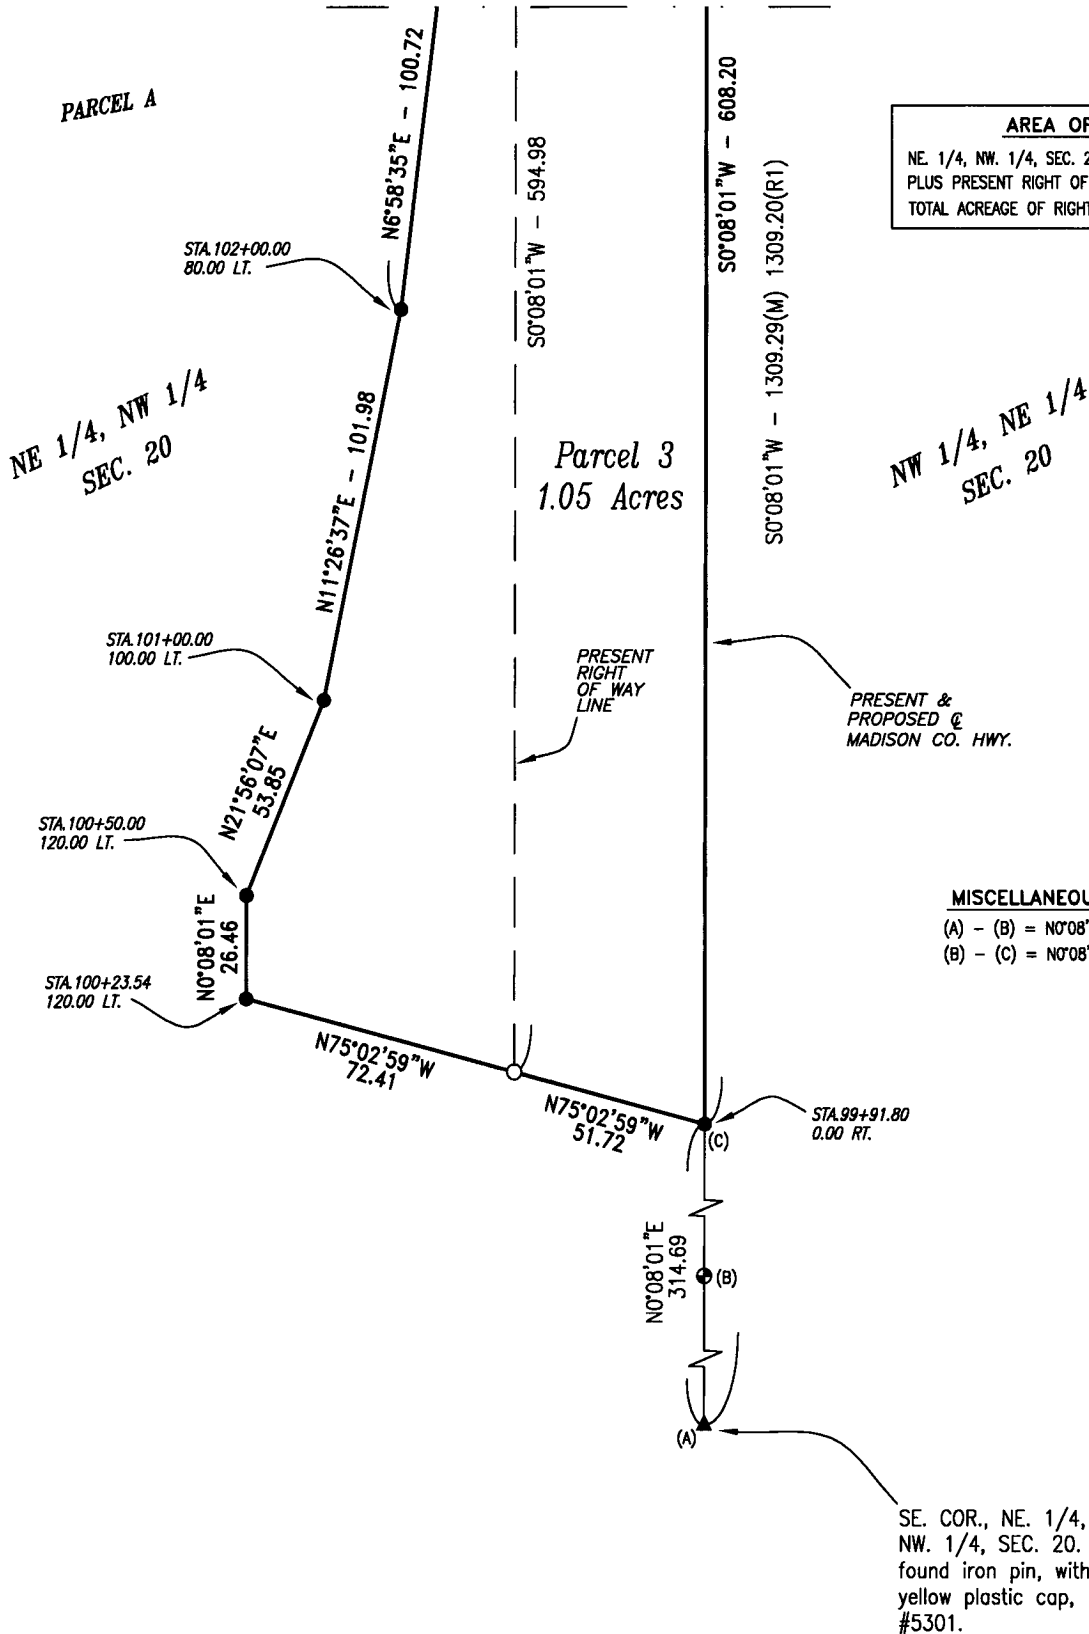 PARCEL A
N6°58'35"E - 100.72
S0°08'01"W - 594.98
S0°08'01"W - 608.20
S0°08'01"W - 1309.29(M) 1309.20(R1)
AREA OF
NE. 1/4, NW. 1/4, SEC. 2
PLUS PRESENT RIGHT OF
TOTAL ACREAGE OF RIGHT
STA.102+00.00
80.00 LT.
NE 1/4, NW 1/4
SEC. 20
N11°26'37"E - 101.98
Parcel 3
1.05 Acres
NW 1/4, NE 1/4
SEC. 20
STA.101+00.00
100.00 LT.
PRESENT
RIGHT
OF WAY
LINE
PRESENT &
PROPOSED ℄
MADISON CO. HWY.
N21°56'07"E
53.85
STA.100+50.00
120.00 LT.
N0°08'01"E
26.46
STA.100+23.54
120.00 LT.
MISCELLANEOU
(A) - (B) = N0°08'
(B) - (C) = N0°08'
N75°02'59"W
72.41
N75°02'59"W
51.72
(C)
STA.99+91.80
0.00 RT.
N0°08'01"E
314.69
(B)
(A)
SE. COR., NE. 1/4,
NW. 1/4, SEC. 20.
found iron pin, with
yellow plastic cap,
#5301.